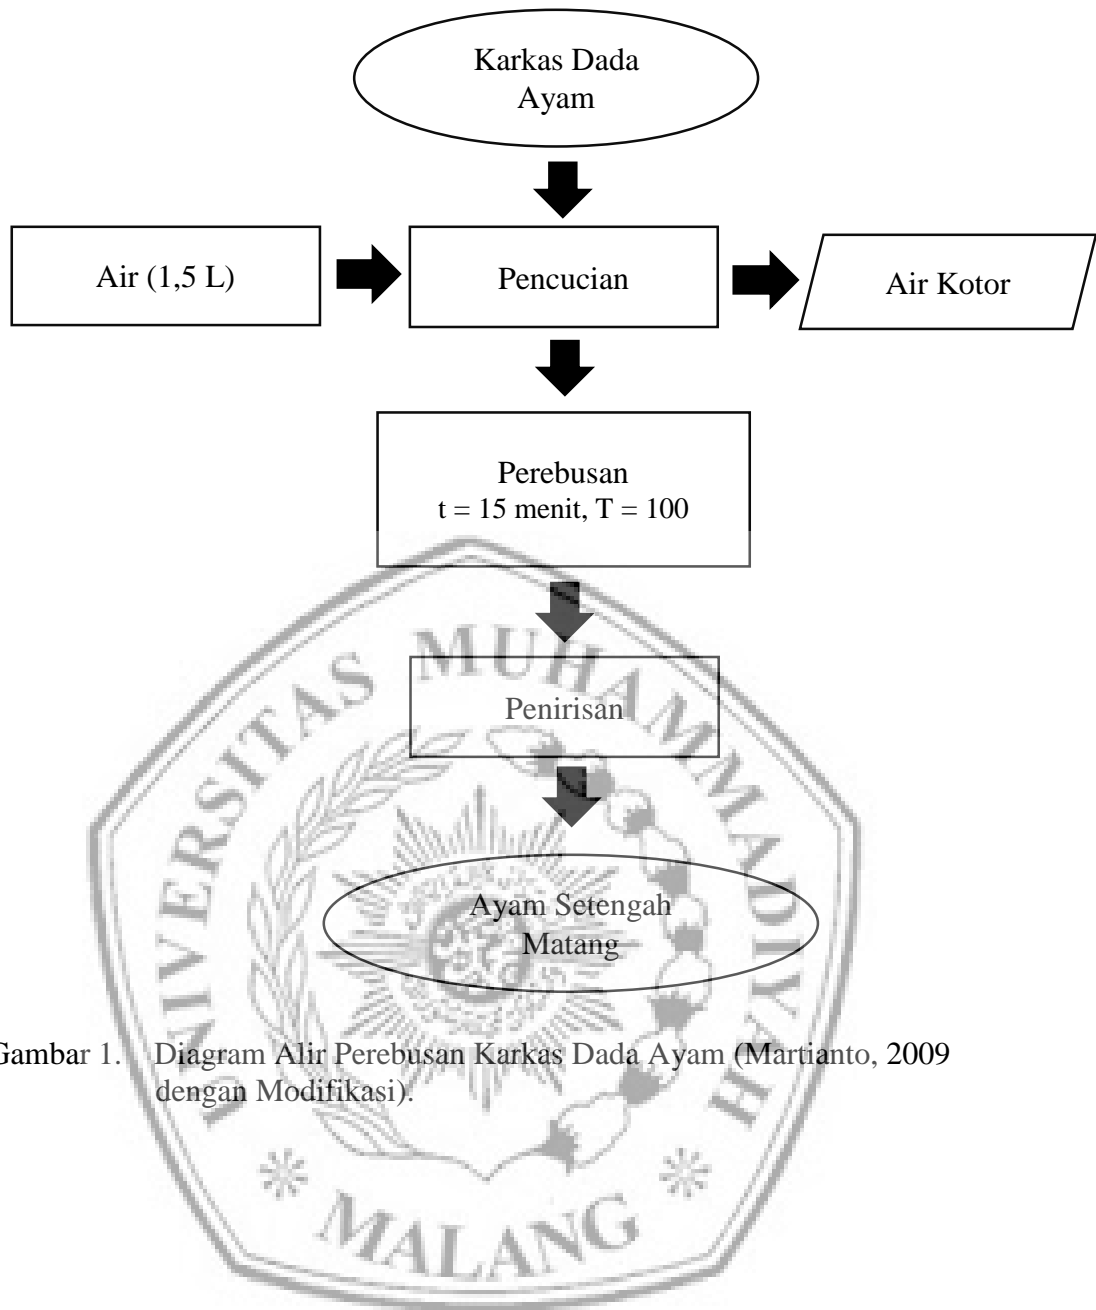 Karkas Dada
Ayam
Air (1,5 L)
Pencucian
Air Kotor
Perebusan
t = 15 menit, T = 100
Penirisan
Ayam Setengah
Matang
Gambar 1. Diagram Alir Perebusan Karkas Dada Ayam (Martianto, 2009
dengan Modifikasi).
UNIVERSITAS MUHAMMADIYAH
MALANG